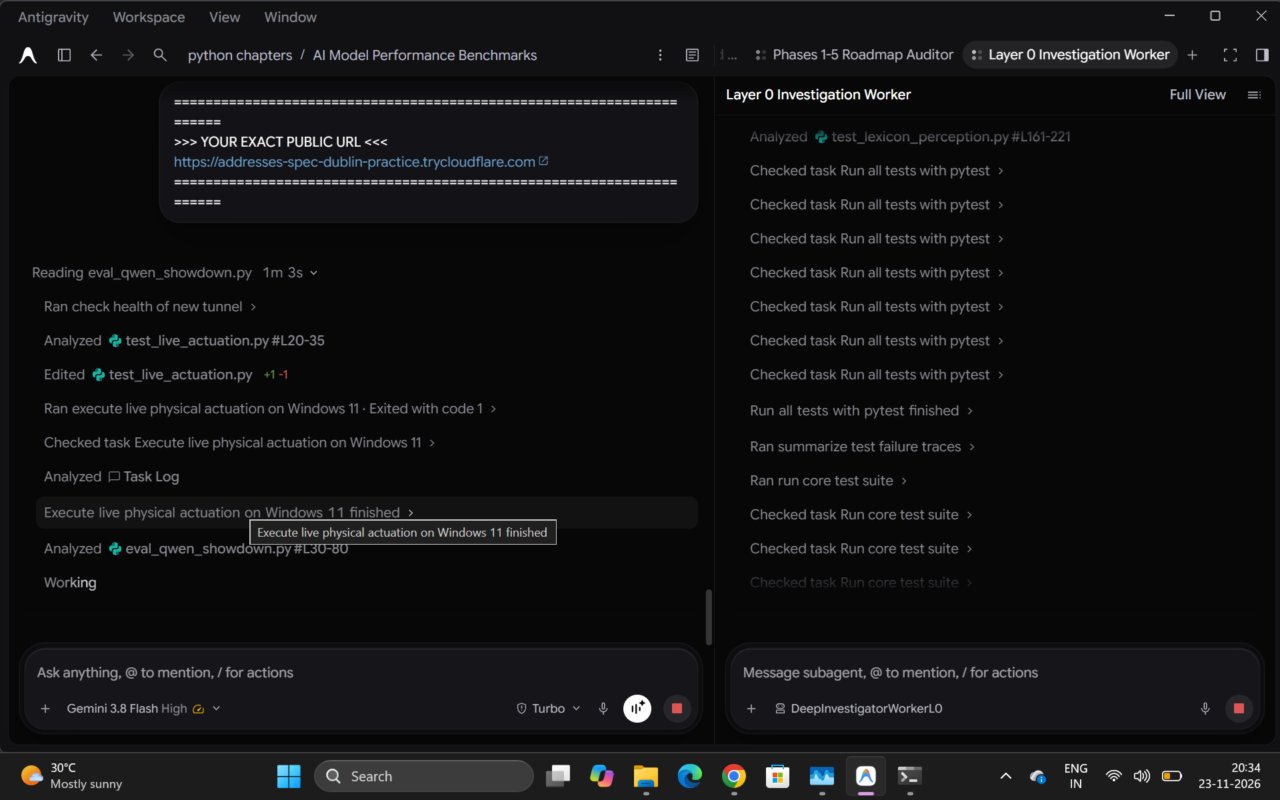 Antigravity Workspace View Window
python chapters / AI Model Performance Benchmarks
... Phases 1-5 Roadmap Auditor Layer 0 Investigation Worker
==================================================================
======
>>> YOUR EXACT PUBLIC URL <<<
https://addresses-spec-dublin-practice.trycloudflare.com
==================================================================
======
Reading eval_qwen_showdown.py 1m 3s
Ran check health of new tunnel
Analyzed test_live_actuation.py #L20-35
Edited test_live_actuation.py +1 -1
Ran execute live physical actuation on Windows 11 · Exited with code 1
Checked task Execute live physical actuation on Windows 11
Analyzed Task Log
Execute live physical actuation on Windows 11 finished
Execute live physical actuation on Windows 11 finished
Analyzed eval_qwen_showdown.py #L30-80
Working
Ask anything, @ to mention, / for actions
Gemini 3.8 Flash High Turbo
Layer 0 Investigation Worker Full View
Analyzed test_lexicon_perception.py #L161-221
Checked task Run all tests with pytest
Checked task Run all tests with pytest
Checked task Run all tests with pytest
Checked task Run all tests with pytest
Checked task Run all tests with pytest
Checked task Run all tests with pytest
Checked task Run all tests with pytest
Run all tests with pytest finished
Ran summarize test failure traces
Ran run core test suite
Checked task Run core test suite
Checked task Run core test suite
Checked task Run core test suite
Message subagent, @ to mention, / for actions
DeepInvestigatorWorkerL0
30°C
Mostly sunny
Search
ENG
IN
20:34
23-11-2026